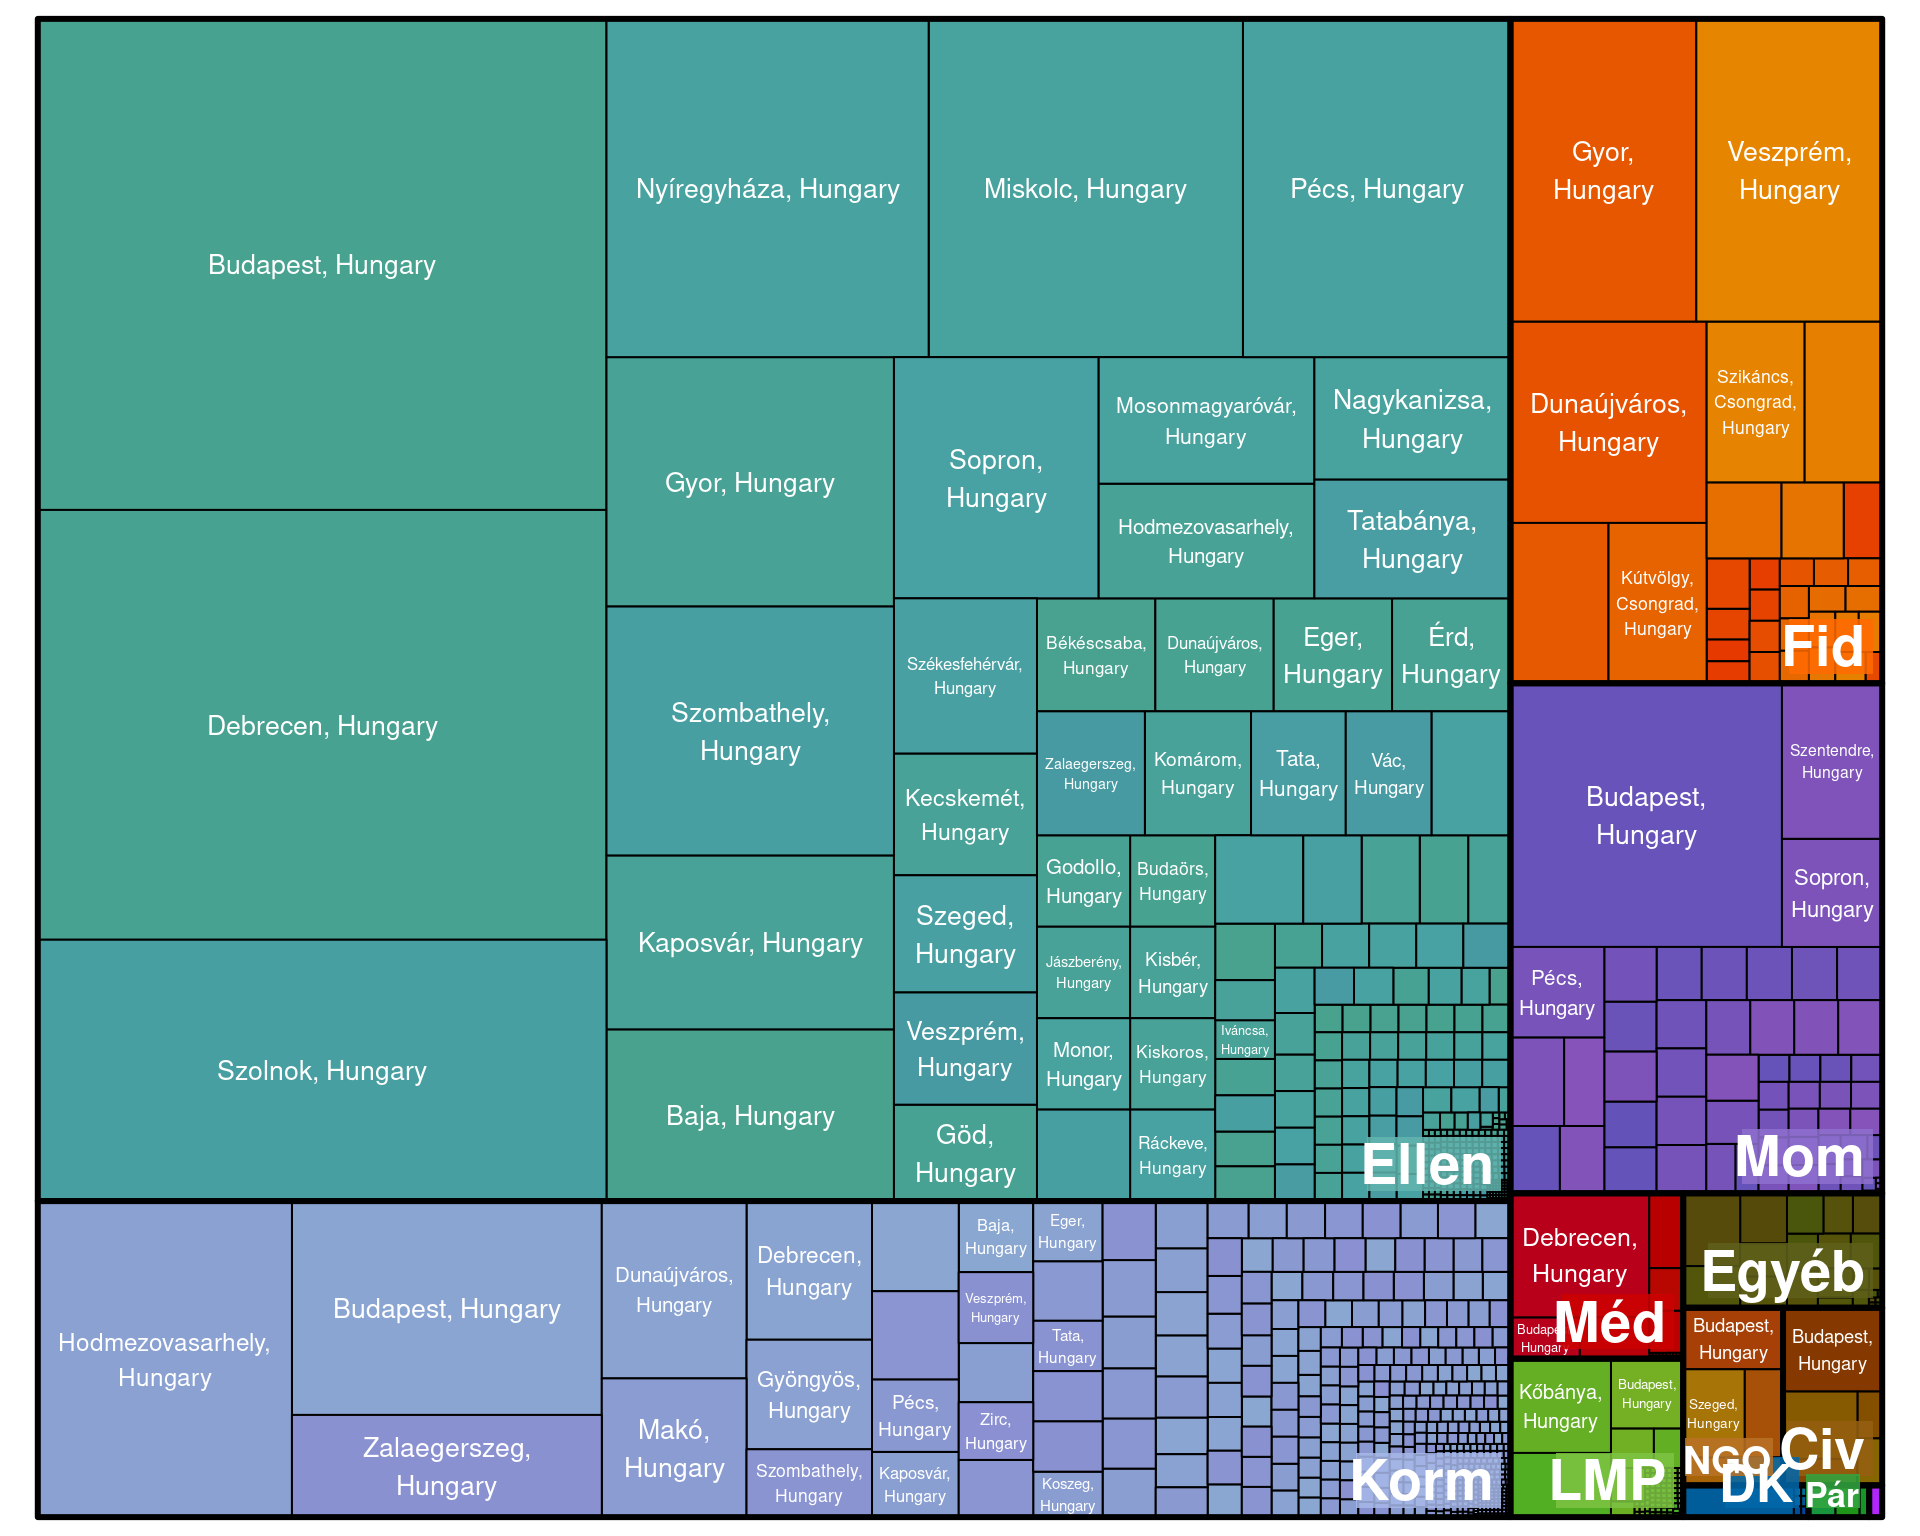 Budapest, Hungary
Debrecen, Hungary
Szolnok, Hungary
Nyíregyháza, Hungary
Miskolc, Hungary
Pécs, Hungary
Gyor, Hungary
Szombathely,
Hungary
Kaposvár, Hungary
Baja, Hungary
Sopron,
Hungary
Mosonmagyaróvár,
Hungary
Nagykanizsa,
Hungary
Hodmezovasarhely,
Hungary
Tatabánya,
Hungary
Székesfehérvár,
Hungary
Kecskemét,
Hungary
Szeged,
Hungary
Veszprém,
Hungary
Göd,
Hungary
Békéscsaba,
Hungary
Dunaújváros,
Hungary
Eger,
Hungary
Érd,
Hungary
Zalaegerszeg,
Hungary
Komárom,
Hungary
Tata,
Hungary
Vác,
Hungary
Godollo,
Hungary
Budaörs,
Hungary
Jászberény,
Hungary
Kisbér,
Hungary
Monor,
Hungary
Kiskoros,
Hungary
Ráckeve,
Hungary
Iváncsa,
Hungary
Ellen
Hodmezovasarhely,
Hungary
Budapest, Hungary
Zalaegerszeg,
Hungary
Dunaújváros,
Hungary
Makó,
Hungary
Debrecen,
Hungary
Gyöngyös,
Hungary
Szombathely,
Hungary
Pécs,
Hungary
Kaposvár,
Hungary
Baja,
Hungary
Veszprém,
Hungary
Zirc,
Hungary
Eger,
Hungary
Tata,
Hungary
Koszeg,
Hungary
Korm
Gyor,
Hungary
Veszprém,
Hungary
Dunaújváros,
Hungary
Szikáncs,
Csongrad,
Hungary
Kútvölgy,
Csongrad,
Hungary
Fid
Budapest,
Hungary
Szentendre,
Hungary
Sopron,
Hungary
Pécs,
Hungary
Mom
Debrecen,
Hungary
Hungary
Méd
Kőbánya,
Hungary
Budapest,
Hungary
LMP
Egyéb
Budapest,
Hungary
Szeged,
Hungary
NGO
Budapest,
Hungary
Civ
DK
Pár